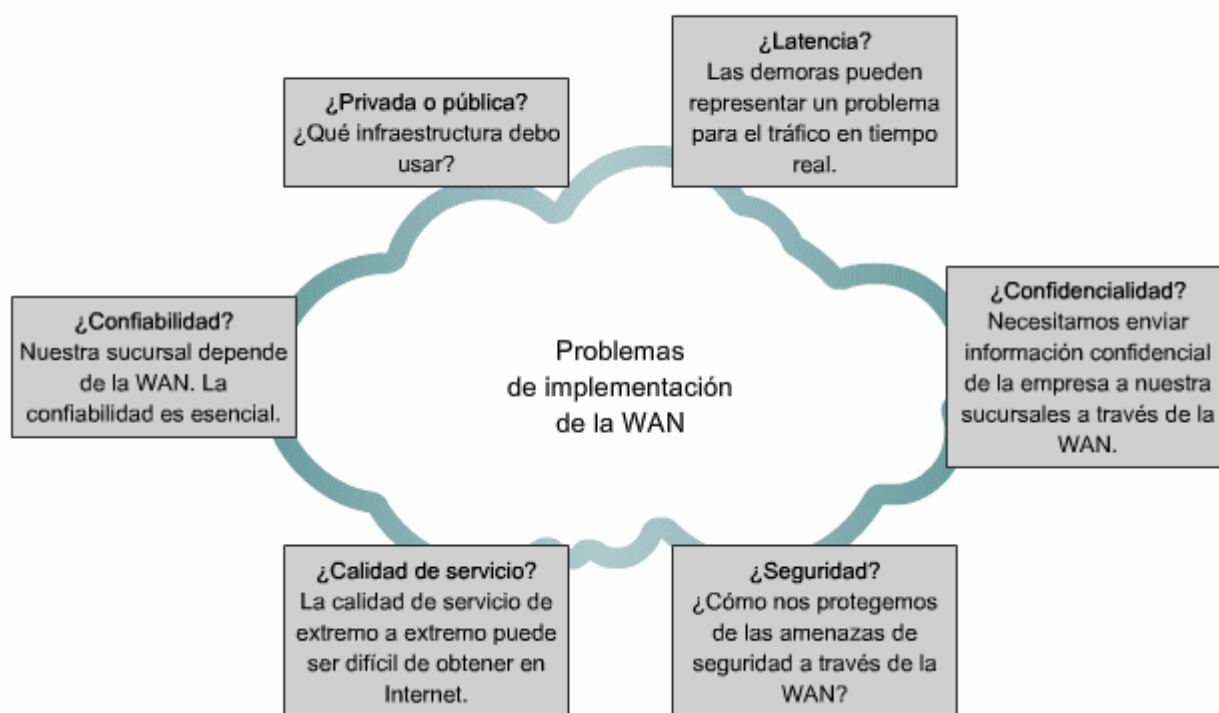 ¿Latencia?
Las demoras pueden
representar un problema
para el tráfico en tiempo
real.
¿Privada o pública?
¿Qué infraestructura debo
usar?
¿Confidencialidad?
Necesitamos enviar
información confidencial
de la empresa a nuestra
sucursales a través de la
WAN.
¿Confiabilidad?
Nuestra sucursal depende
de la WAN. La
confiabilidad es esencial.
Problemas
de implementación
de la WAN
¿Calidad de servicio?
La calidad de servicio de
extremo a extremo puede
ser difícil de obtener en
Internet.
¿Seguridad?
¿Cómo nos protegemos
de las amenazas de
seguridad a través de la
WAN?